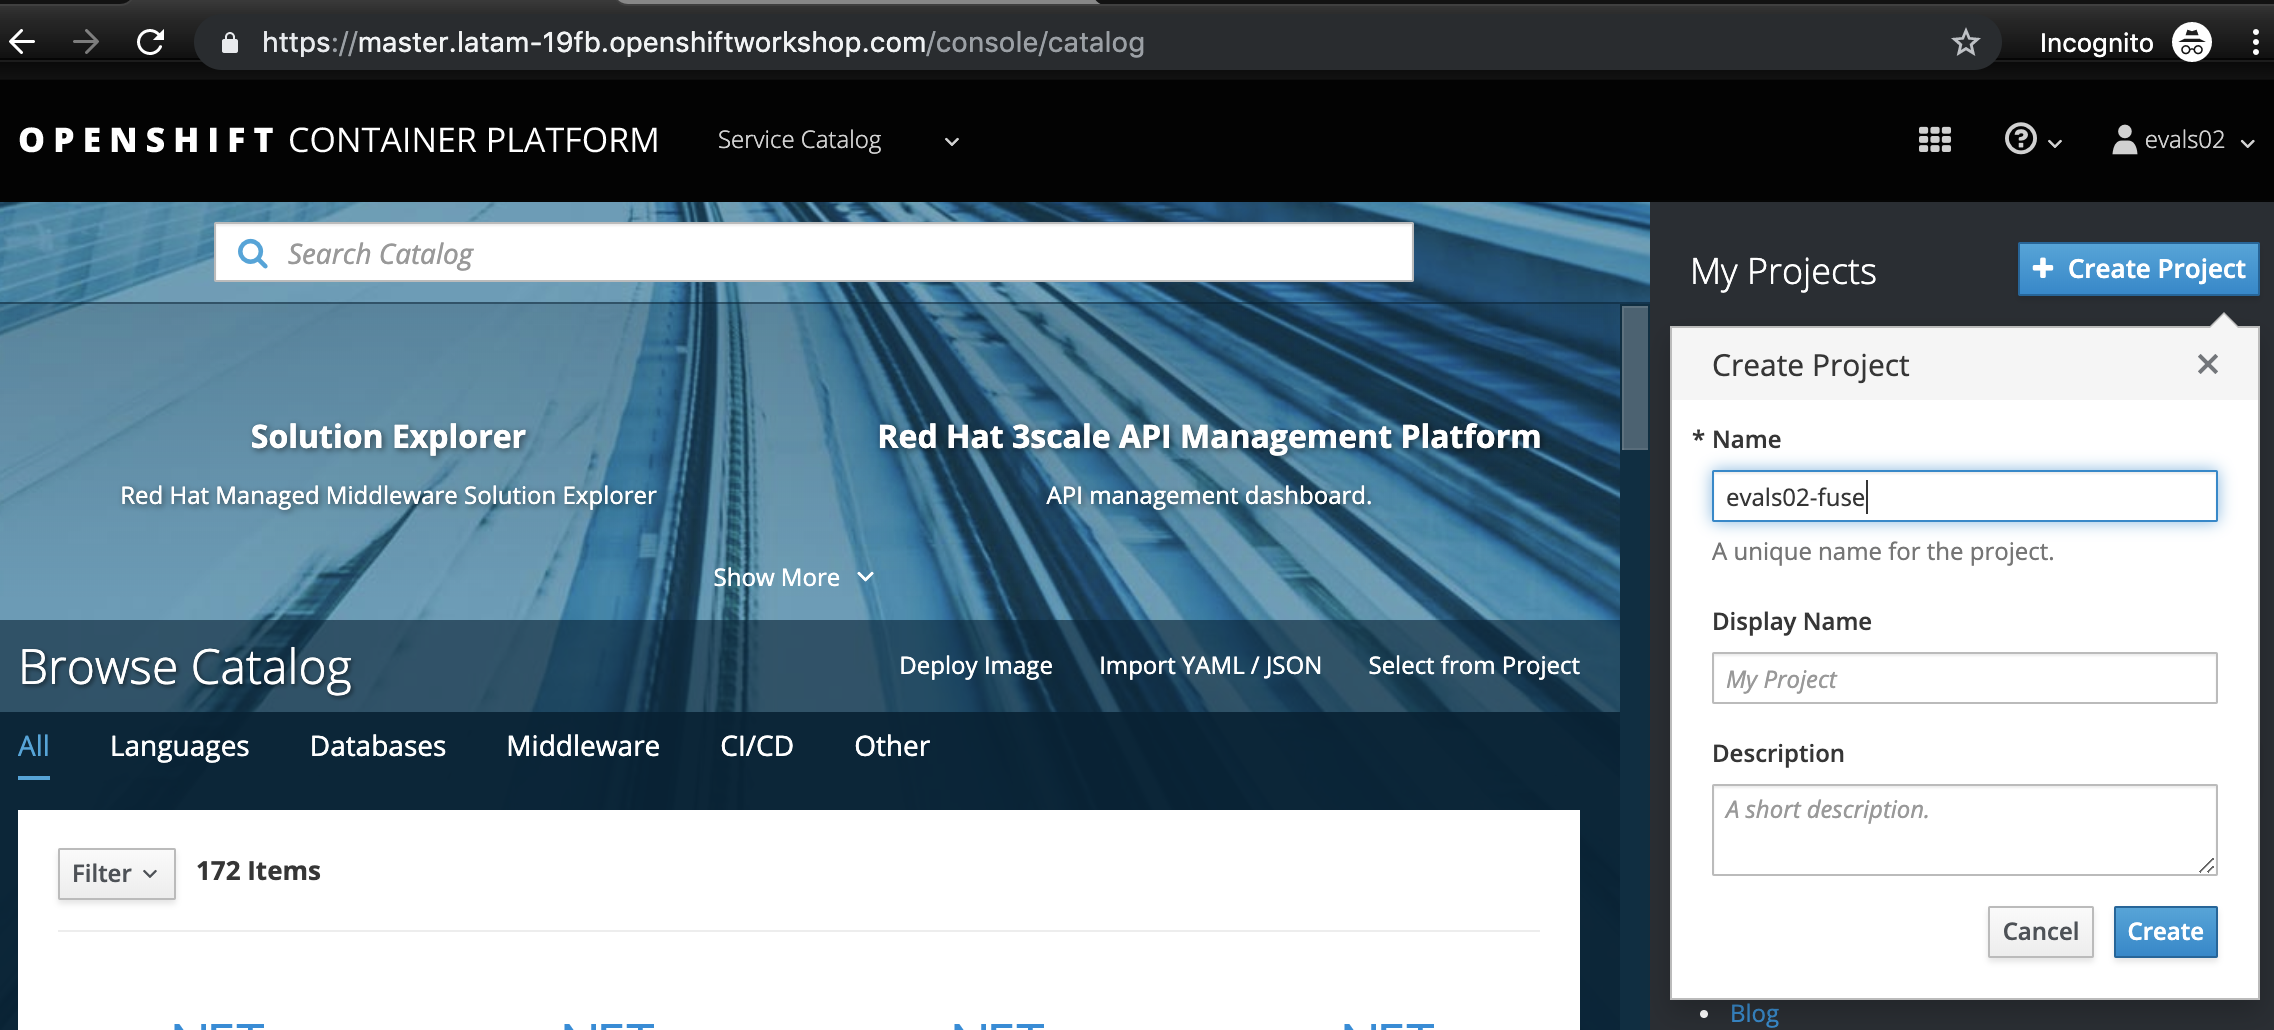 https://master.latam-19fb.openshiftworkshop.com/console/catalog
Incognito
OPENSHIFT CONTAINER PLATFORM
Service Catalog
evals02
Search Catalog
Solution Explorer
Red Hat Managed Middleware Solution Explorer
Red Hat 3scale API Management Platform
API management dashboard.
Show More
Browse Catalog
Deploy Image
Import YAML / JSON
Select from Project
All
Languages
Databases
Middleware
CI/CD
Other
Filter
172 Items
My Projects
+ Create Project
Create Project
* Name
evals02-fuse
A unique name for the project.
Display Name
My Project
Description
A short description.
Cancel
Create
Blog